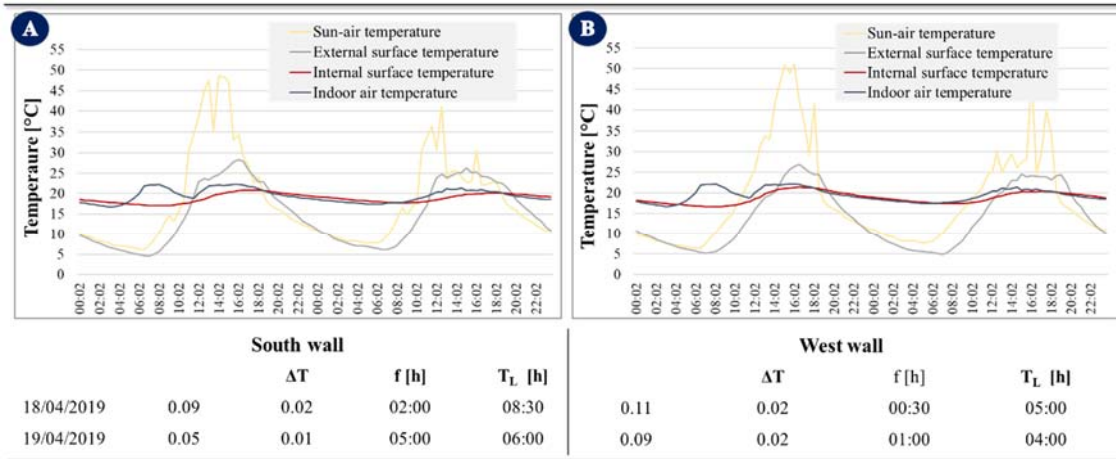 A
Sun-air temperature
External surface temperature
Internal surface temperature
Indoor air temperature
Temperaure [°C]
55
50
45
40
35
30
25
20
15
10
5
0
00:02 02:02 04:02 06:02 08:02 10:02 12:02 14:02 16:02 18:02 20:02 22:02 00:02 02:02 04:02 06:02 08:02 10:02 12:02 14:02 16:02 18:02 20:02 22:02
B
Sun-air temperature
External surface temperature
Internal surface temperature
Indoor air temperature
Temperature [°C]
55
50
45
40
35
30
25
20
15
10
5
0
00:02 02:02 04:02 06:02 08:02 10:02 12:02 14:02 16:02 18:02 20:02 22:02 00:02 02:02 04:02 06:02 08:02 10:02 12:02 14:02 16:02 18:02 20:02 22:02
South wall
ΔT f [h] T_L [h]
18/04/2019 0.09 0.02 02:00 08:30
19/04/2019 0.05 0.01 05:00 06:00
West wall
ΔT f [h] T_L [h]
0.11 0.02 00:30 05:00
0.09 0.02 01:00 04:00